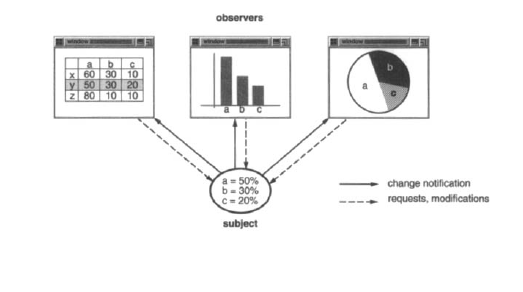 observers
window
window
window
a b c
x 60 30 10
y 50 30 20
z 80 10 10
a b c
a
b
c
a = 50%
b = 30%
c = 20%
subject
change notification
requests, modifications